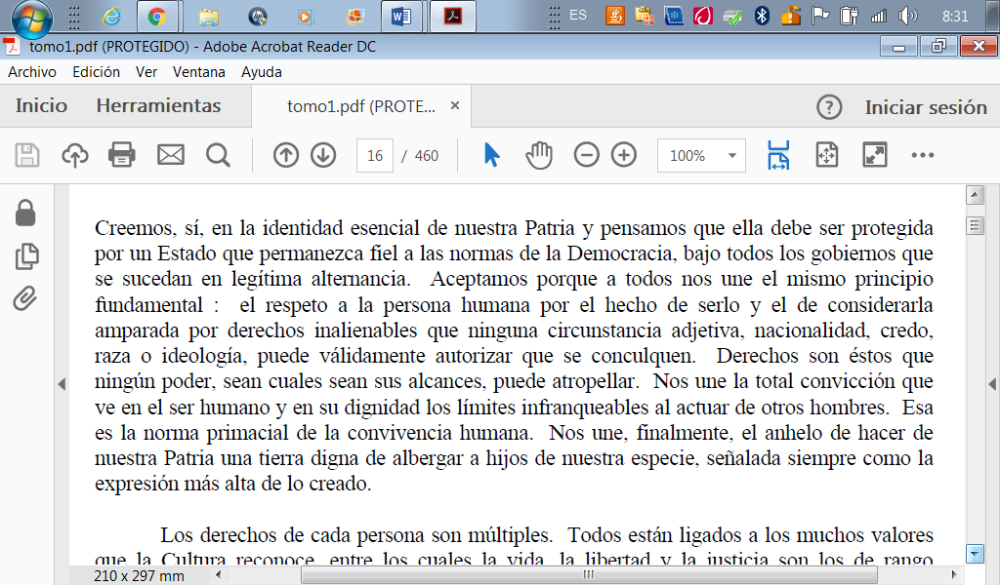 ES 8:31
tomo1.pdf (PROTEGIDO) - Adobe Acrobat Reader DC
Archivo Edición Ver Ventana Ayuda
Inicio Herramientas tomo1.pdf (PROTE... × ? Iniciar sesión
16 / 460 100%
Creemos, sí, en la identidad esencial de nuestra Patria y pensamos que ella debe ser protegida
por un Estado que permanezca fiel a las normas de la Democracia, bajo todos los gobiernos que
se sucedan en legítima alternancia.  Aceptamos porque a todos nos une el mismo principio
fundamental :  el respeto a la persona humana por el hecho de serlo y el de considerarla
amparada por derechos inalienables que ninguna circunstancia adjetiva, nacionalidad, credo,
raza o ideología, puede válidamente autorizar que se conculquen.  Derechos son éstos que
ningún poder, sean cuales sean sus alcances, puede atropellar.  Nos une la total convicción que
ve en el ser humano y en su dignidad los límites infranqueables al actuar de otros hombres.  Esa
es la norma primacial de la convivencia humana.  Nos une, finalmente, el anhelo de hacer de
nuestra Patria una tierra digna de albergar a hijos de nuestra especie, señalada siempre como la
expresión más alta de lo creado.
Los derechos de cada persona son múltiples.  Todos están ligados a los muchos valores
que la Cultura reconoce, entre los cuales la vida, la libertad y la justicia son los de rango
210 x 297 mm